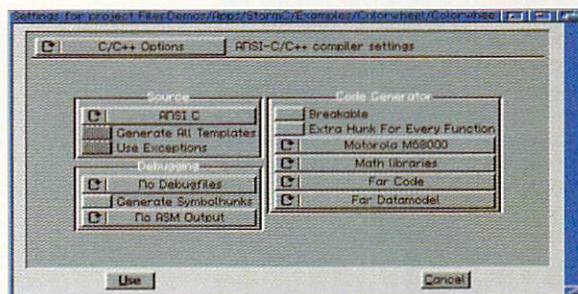 Settings for project FilesDemos/Apps/StormC/Examples/Colorwheel/Colorwhee
C/C++ Options
ANSI-C/C++ compiler settings
Source
ANSI C
Generate All Templates
Use Exceptions
Debugging
No Debugfiles
Generate Symbolhunks
No ASM Output
Code Generator
Breakable
Extra Hunk For Every Function
Motorola M68000
Math libraries
Far Code
Far Datamodel
Use
Cancel